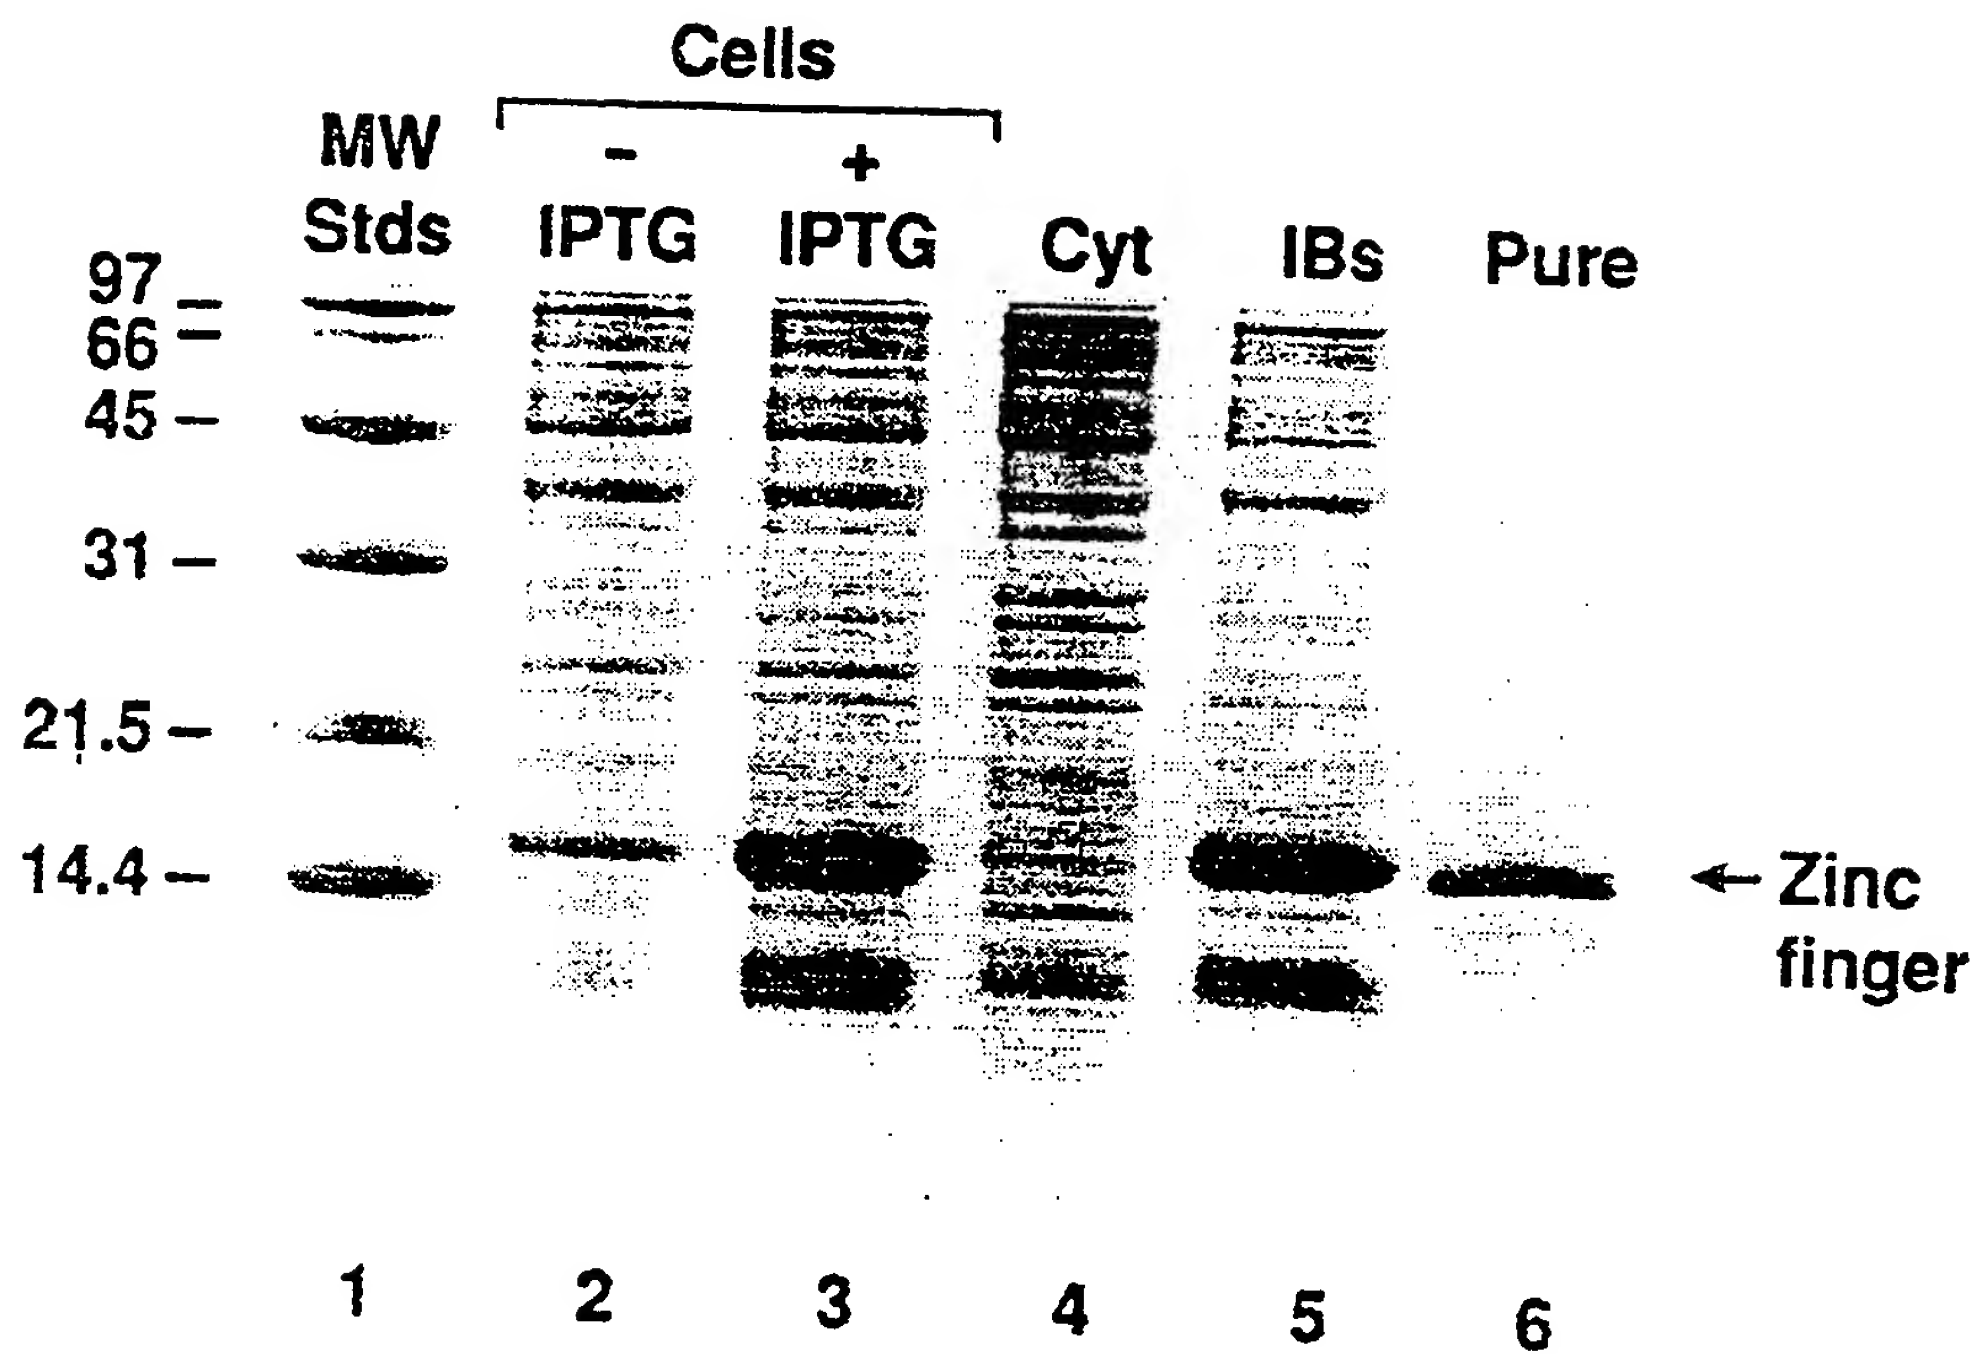 Cells
MW
Stds
-
IPTG
+
IPTG
Cyt
IBs
Pure
97
66
45
31
21.5
14.4
← Zinc
finger
1 2 3 4 5 6